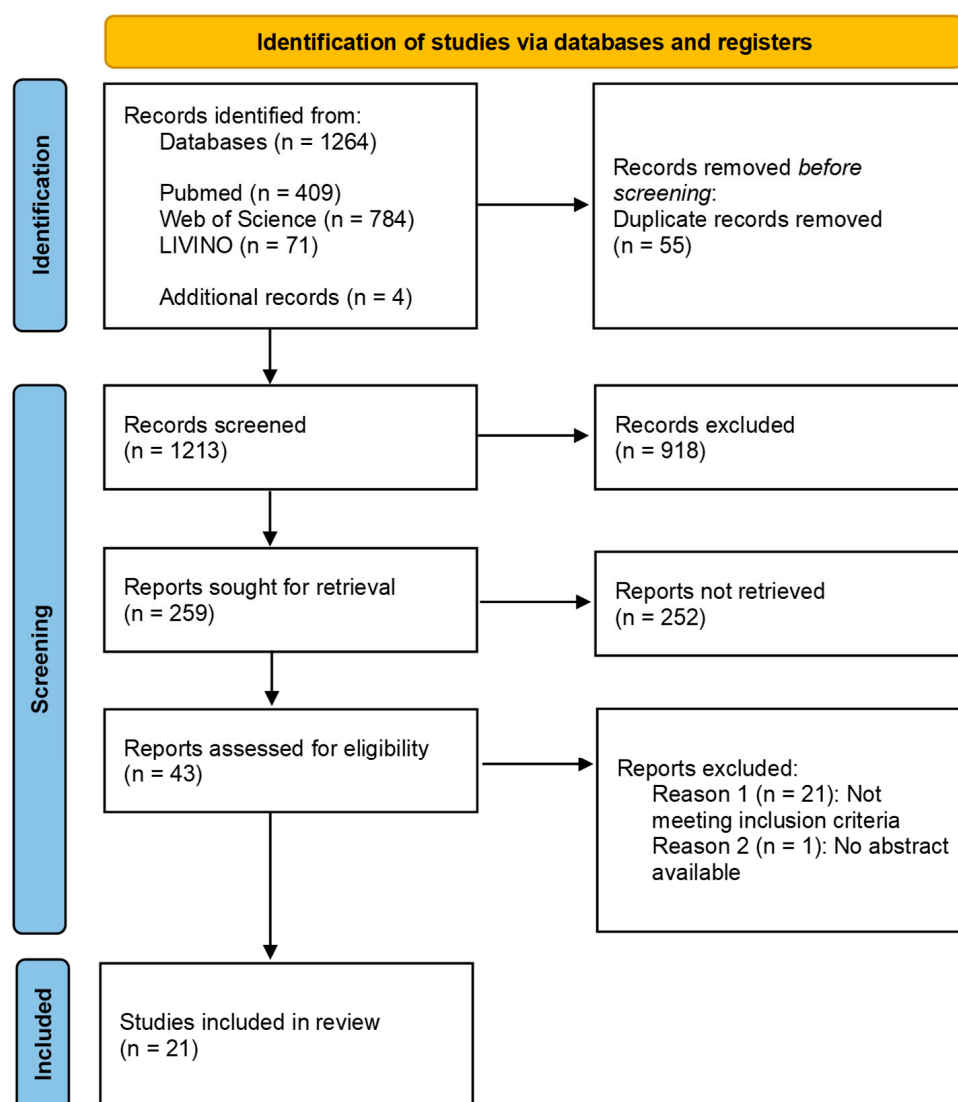 Identification of studies via databases and registers
Identification
Records identified from:
Databases (n = 1264)
Pubmed (n = 409)
Web of Science (n = 784)
LIVINO (n = 71)
Additional records (n = 4)
Records removed before
screening:
Duplicate records removed
(n = 55)
Screening
Records screened
(n = 1213)
Records excluded
(n = 918)
Reports sought for retrieval
(n = 259)
Reports not retrieved
(n = 252)
Reports assessed for eligibility
(n = 43)
Reports excluded:
Reason 1 (n = 21): Not
meeting inclusion criteria
Reason 2 (n = 1): No abstract
available
Included
Studies included in review
(n = 21)